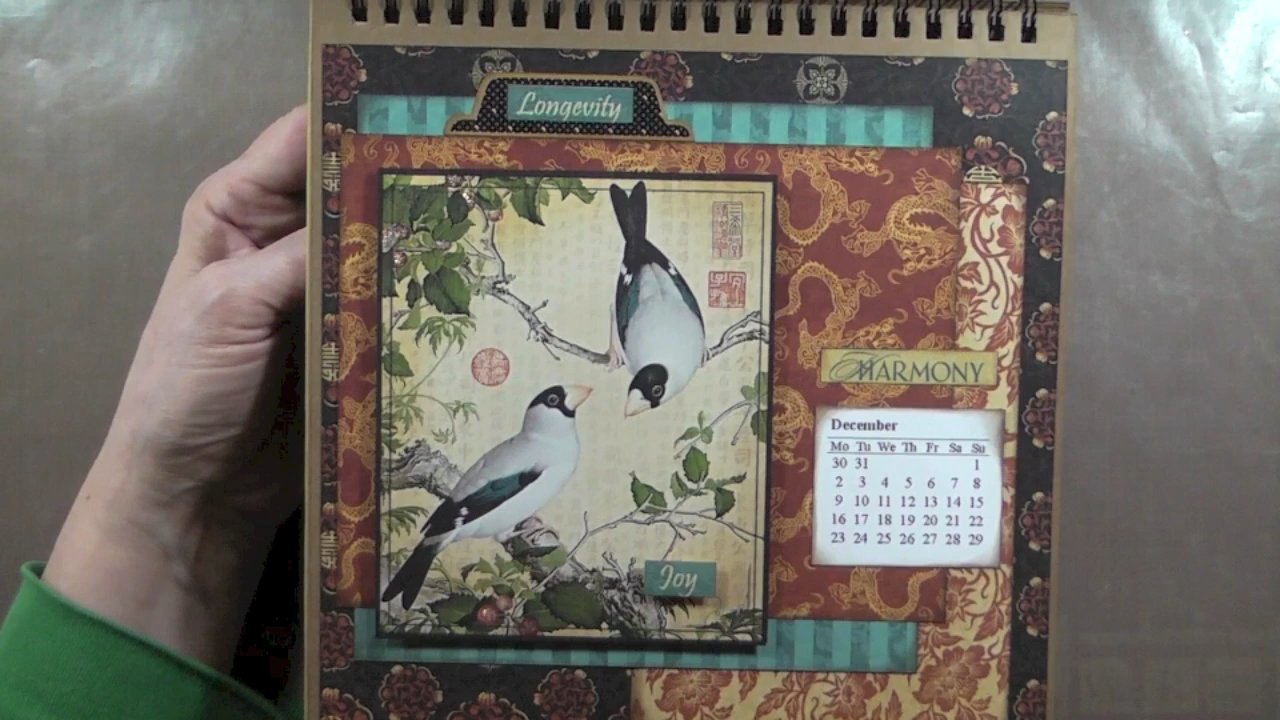 Longevity
HARMONY
December
Mo Tu We Th Fr Sa Su
30 31 1
2 3 4 5 6 7 8
9 10 11 12 13 14 15
16 17 18 19 20 21 22
23 24 25 26 27 28 29
Joy